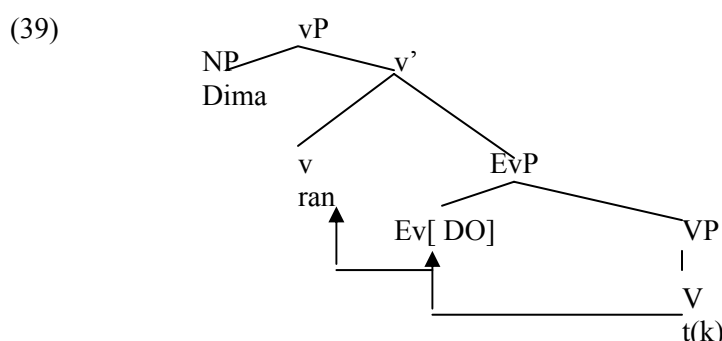 (39)
vP
NP v’
Dima
v EvP
ran
Ev[ DO] VP
V
t(k)